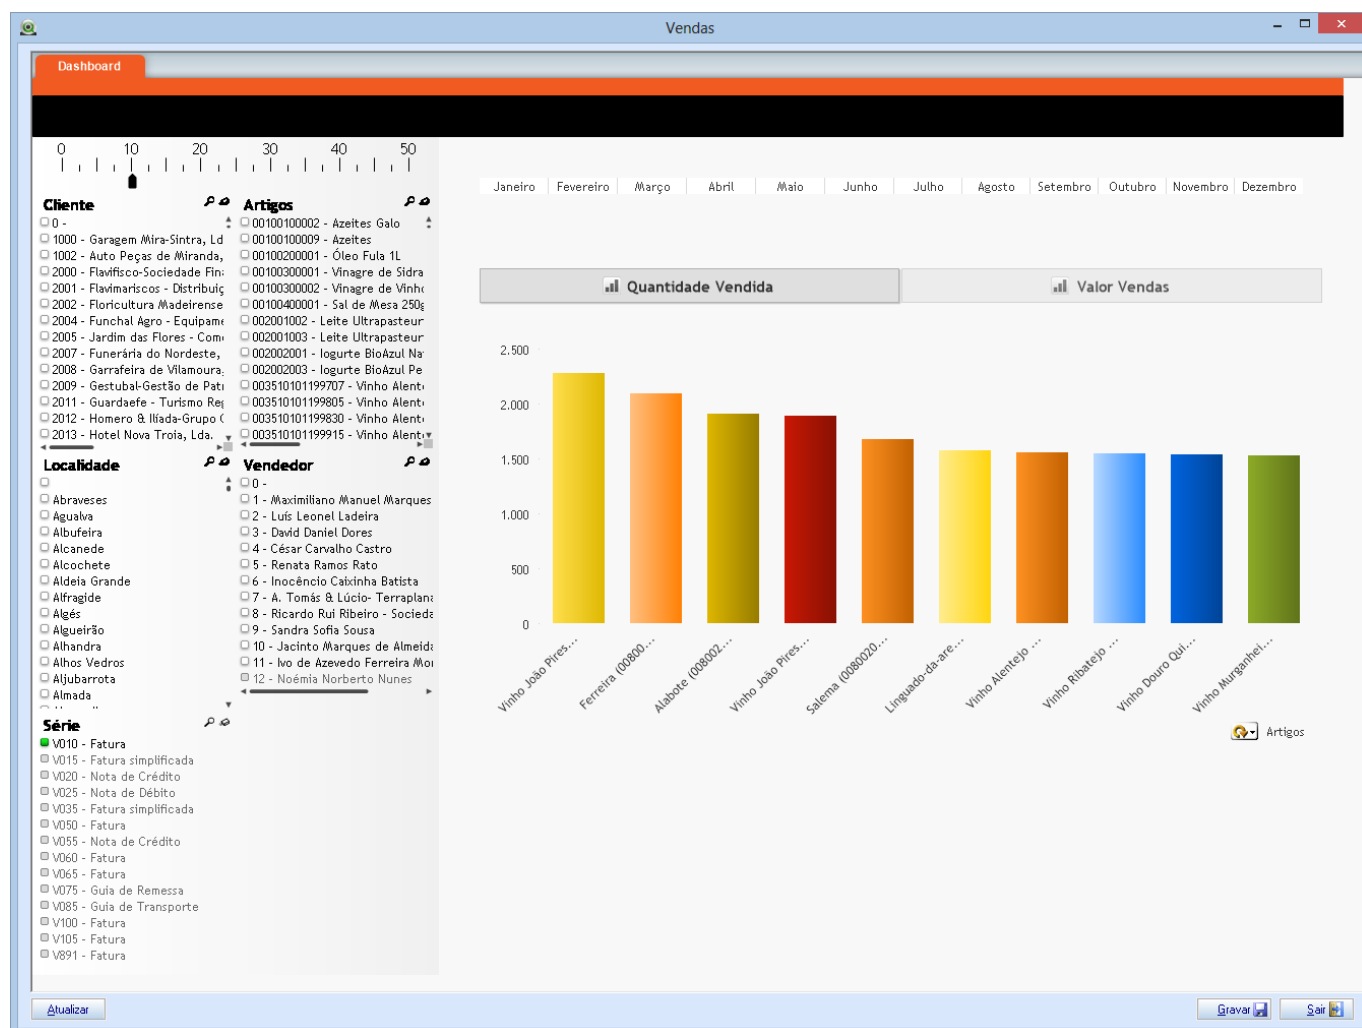 Vendas
Dashboard
0 10 20 30 40 50
Janeiro Fevereiro Março Abril Maio Junho Julho Agosto Setembro Outubro Novembro Dezembro
Cliente
0 -
1000 - Garagem Mira-Sintra, Ld
1002 - Auto Peças de Miranda,
2000 - Flavifisco-Sociedade Fin
2001 - Flavimariscos - Distribuiç
2002 - Floricultura Madeirense
2004 - Funchal Agro - Equipame
2005 - Jardim das Flores - Com
2007 - Funerária do Nordeste,
2008 - Garrafeira de Vilamoura,
2009 - Gestubal-Gestão de Patr
2011 - Guardaefe - Turismo Reg
2012 - Homero & Ilíada-Grupo C
2013 - Hotel Nova Troia, Lda.
Artigos
00100100002 - Azeites Galo
00100100009 - Azeites
00100200001 - Óleo Fula 1L
00100300001 - Vinagre de Sidra
00100300002 - Vinagre de Vinho
00100400001 - Sal de Mesa 250g
002001002 - Leite Ultrapasteur
002001003 - Leite Ultrapasteur
002002001 - Iogurte BioAzul Na
002002003 - Iogurte BioAzul Pe
003510101199707 - Vinho Alent
003510101199805 - Vinho Alent
003510101199830 - Vinho Alent
003510101199915 - Vinho Alent
Localidade
Abraveses
Agualva
Albufeira
Alcanede
Alcochete
Aldeia Grande
Alfragide
Algés
Algueirão
Alhandra
Alhos Vedros
Aljubarrota
Almada
Vendedor
0 -
1 - Maximiliano Manuel Marques
2 - Luís Leonel Ladeira
3 - David Daniel Dores
4 - César Carvalho Castro
5 - Renata Ramos Rato
6 - Inocêncio Caixinha Batista
7 - A. Tomás & Lúcio- Terraplana
8 - Ricardo Rui Ribeiro - Socieda
9 - Sandra Sofia Sousa
10 - Jacinto Marques de Almeida
11 - Ivo de Azevedo Ferreira Mo
12 - Noémia Norberto Nunes
Série
V010 - Fatura
V015 - Fatura simplificada
V020 - Nota de Crédito
V025 - Nota de Débito
V035 - Fatura simplificada
V050 - Fatura
V055 - Nota de Crédito
V060 - Fatura
V065 - Fatura
V075 - Guia de Remessa
V085 - Guia de Transporte
V100 - Fatura
V105 - Fatura
V891 - Fatura
Quantidade Vendida
Valor Vendas
2.500
2.000
1.500
1.000
500
0
Vinho João Pires...
Ferreira (00800...
Alabote (008002...
Vinho João Pires...
Salema (0080020...
Linguado-da-are...
Vinho Alentejo ...
Vinho Ribatejo ...
Vinho Douro Qui...
Vinho Murganhei...
Artigos
Atualizar
Gravar
Sair